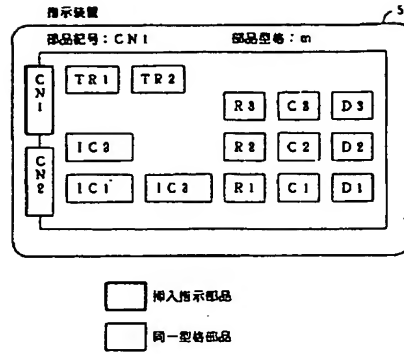 指示装置
5
部品記号：CN1 部品型格：m
CN1
TR1 TR2
R3 C3 D3
CN2
IC3 R2 C2 D2
IC1 R1 C1 D1
挿入指示部品
同一型格部品